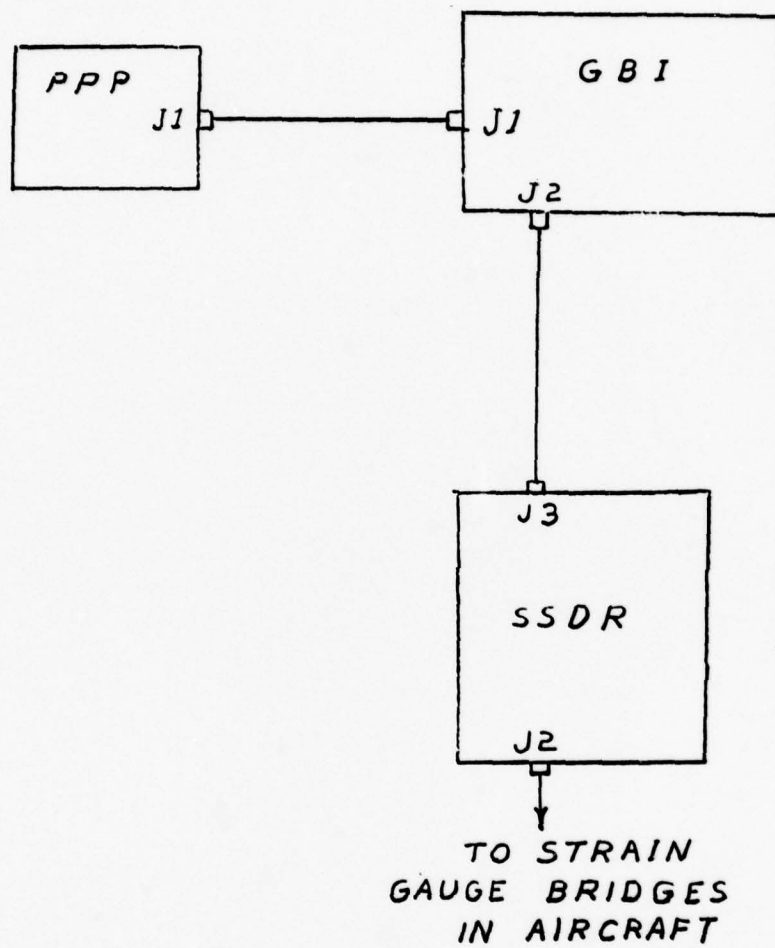 PPP
J1
GBI
J1
J2
J3
SSDR
J2
TO STRAIN
GAUGE BRIDGES
IN AIRCRAFT